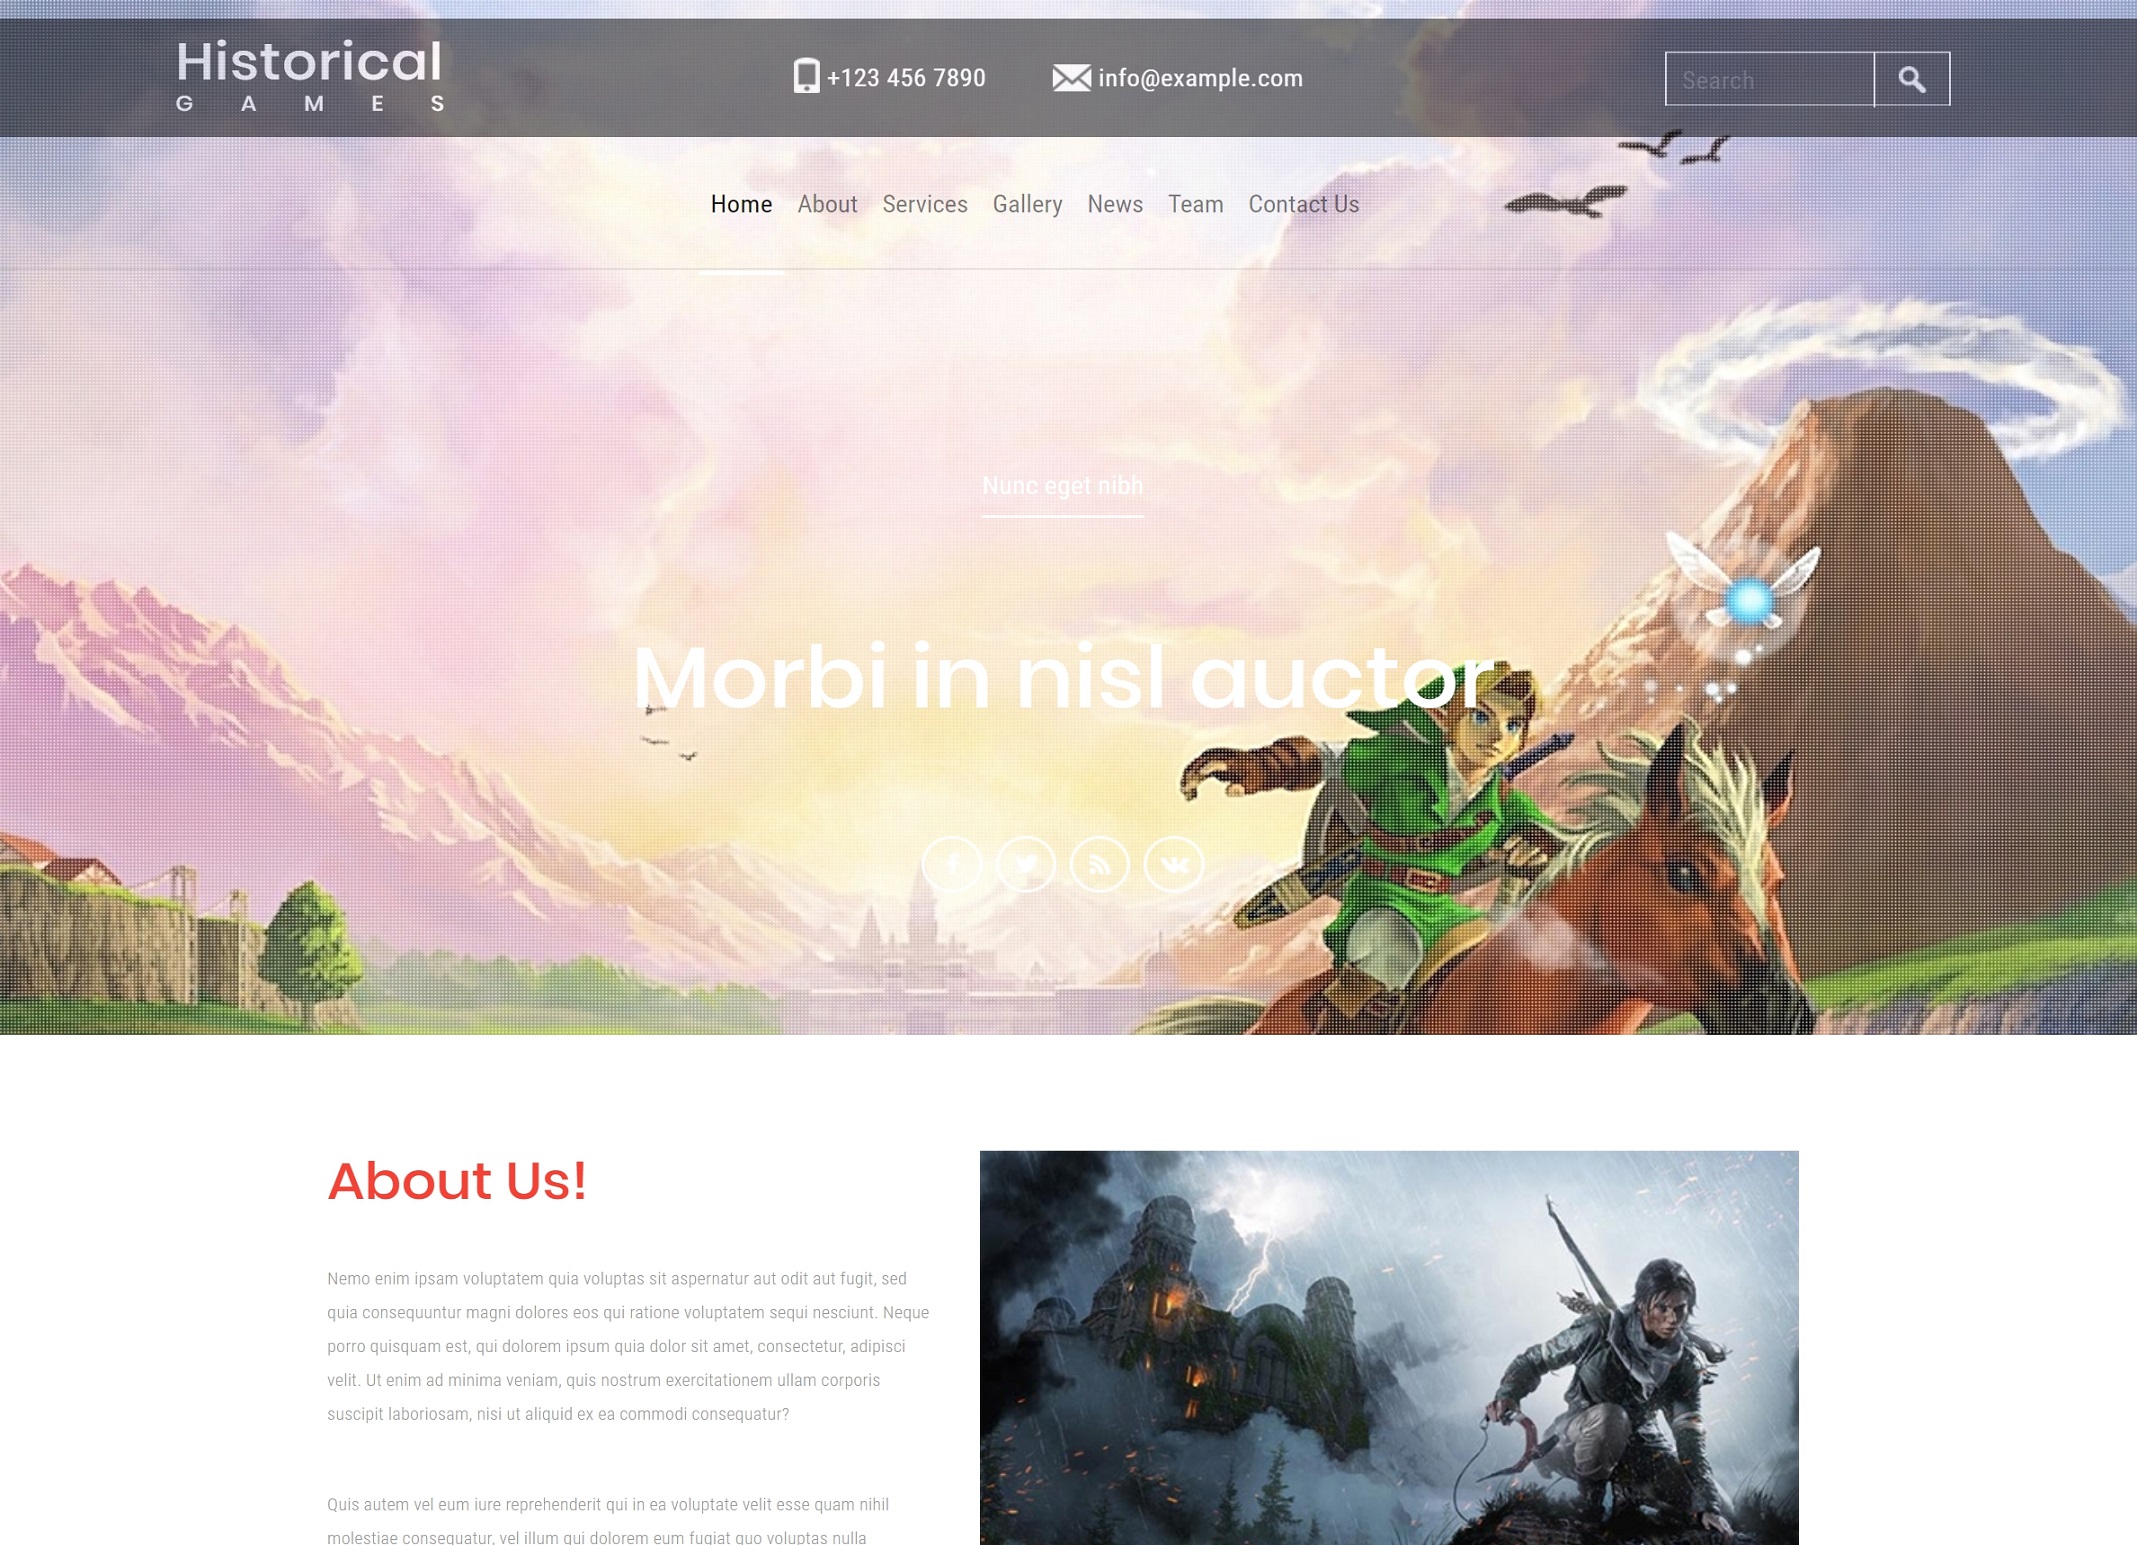 Historical
GAMES
+123 456 7890
info@example.com
Search
Home About Services Gallery News Team Contact Us
Nunc eget nibh
Morbi in nisl auctor
About Us!
Nemo enim ipsam voluptatem quia voluptas sit aspernatur aut odit aut fugit, sed
quia consequuntur magni dolores eos qui ratione voluptatem sequi nesciunt. Neque
porro quisquam est, qui dolorem ipsum quia dolor sit amet, consectetur, adipisci
velit. Ut enim ad minima veniam, quis nostrum exercitationem ullam corporis
suscipit laboriosam, nisi ut aliquid ex ea commodi consequatur?
Quis autem vel eum iure reprehenderit qui in ea voluptate velit esse quam nihil
molestiae consequatur, vel illum qui dolorem eum fugiat quo voluptas nulla